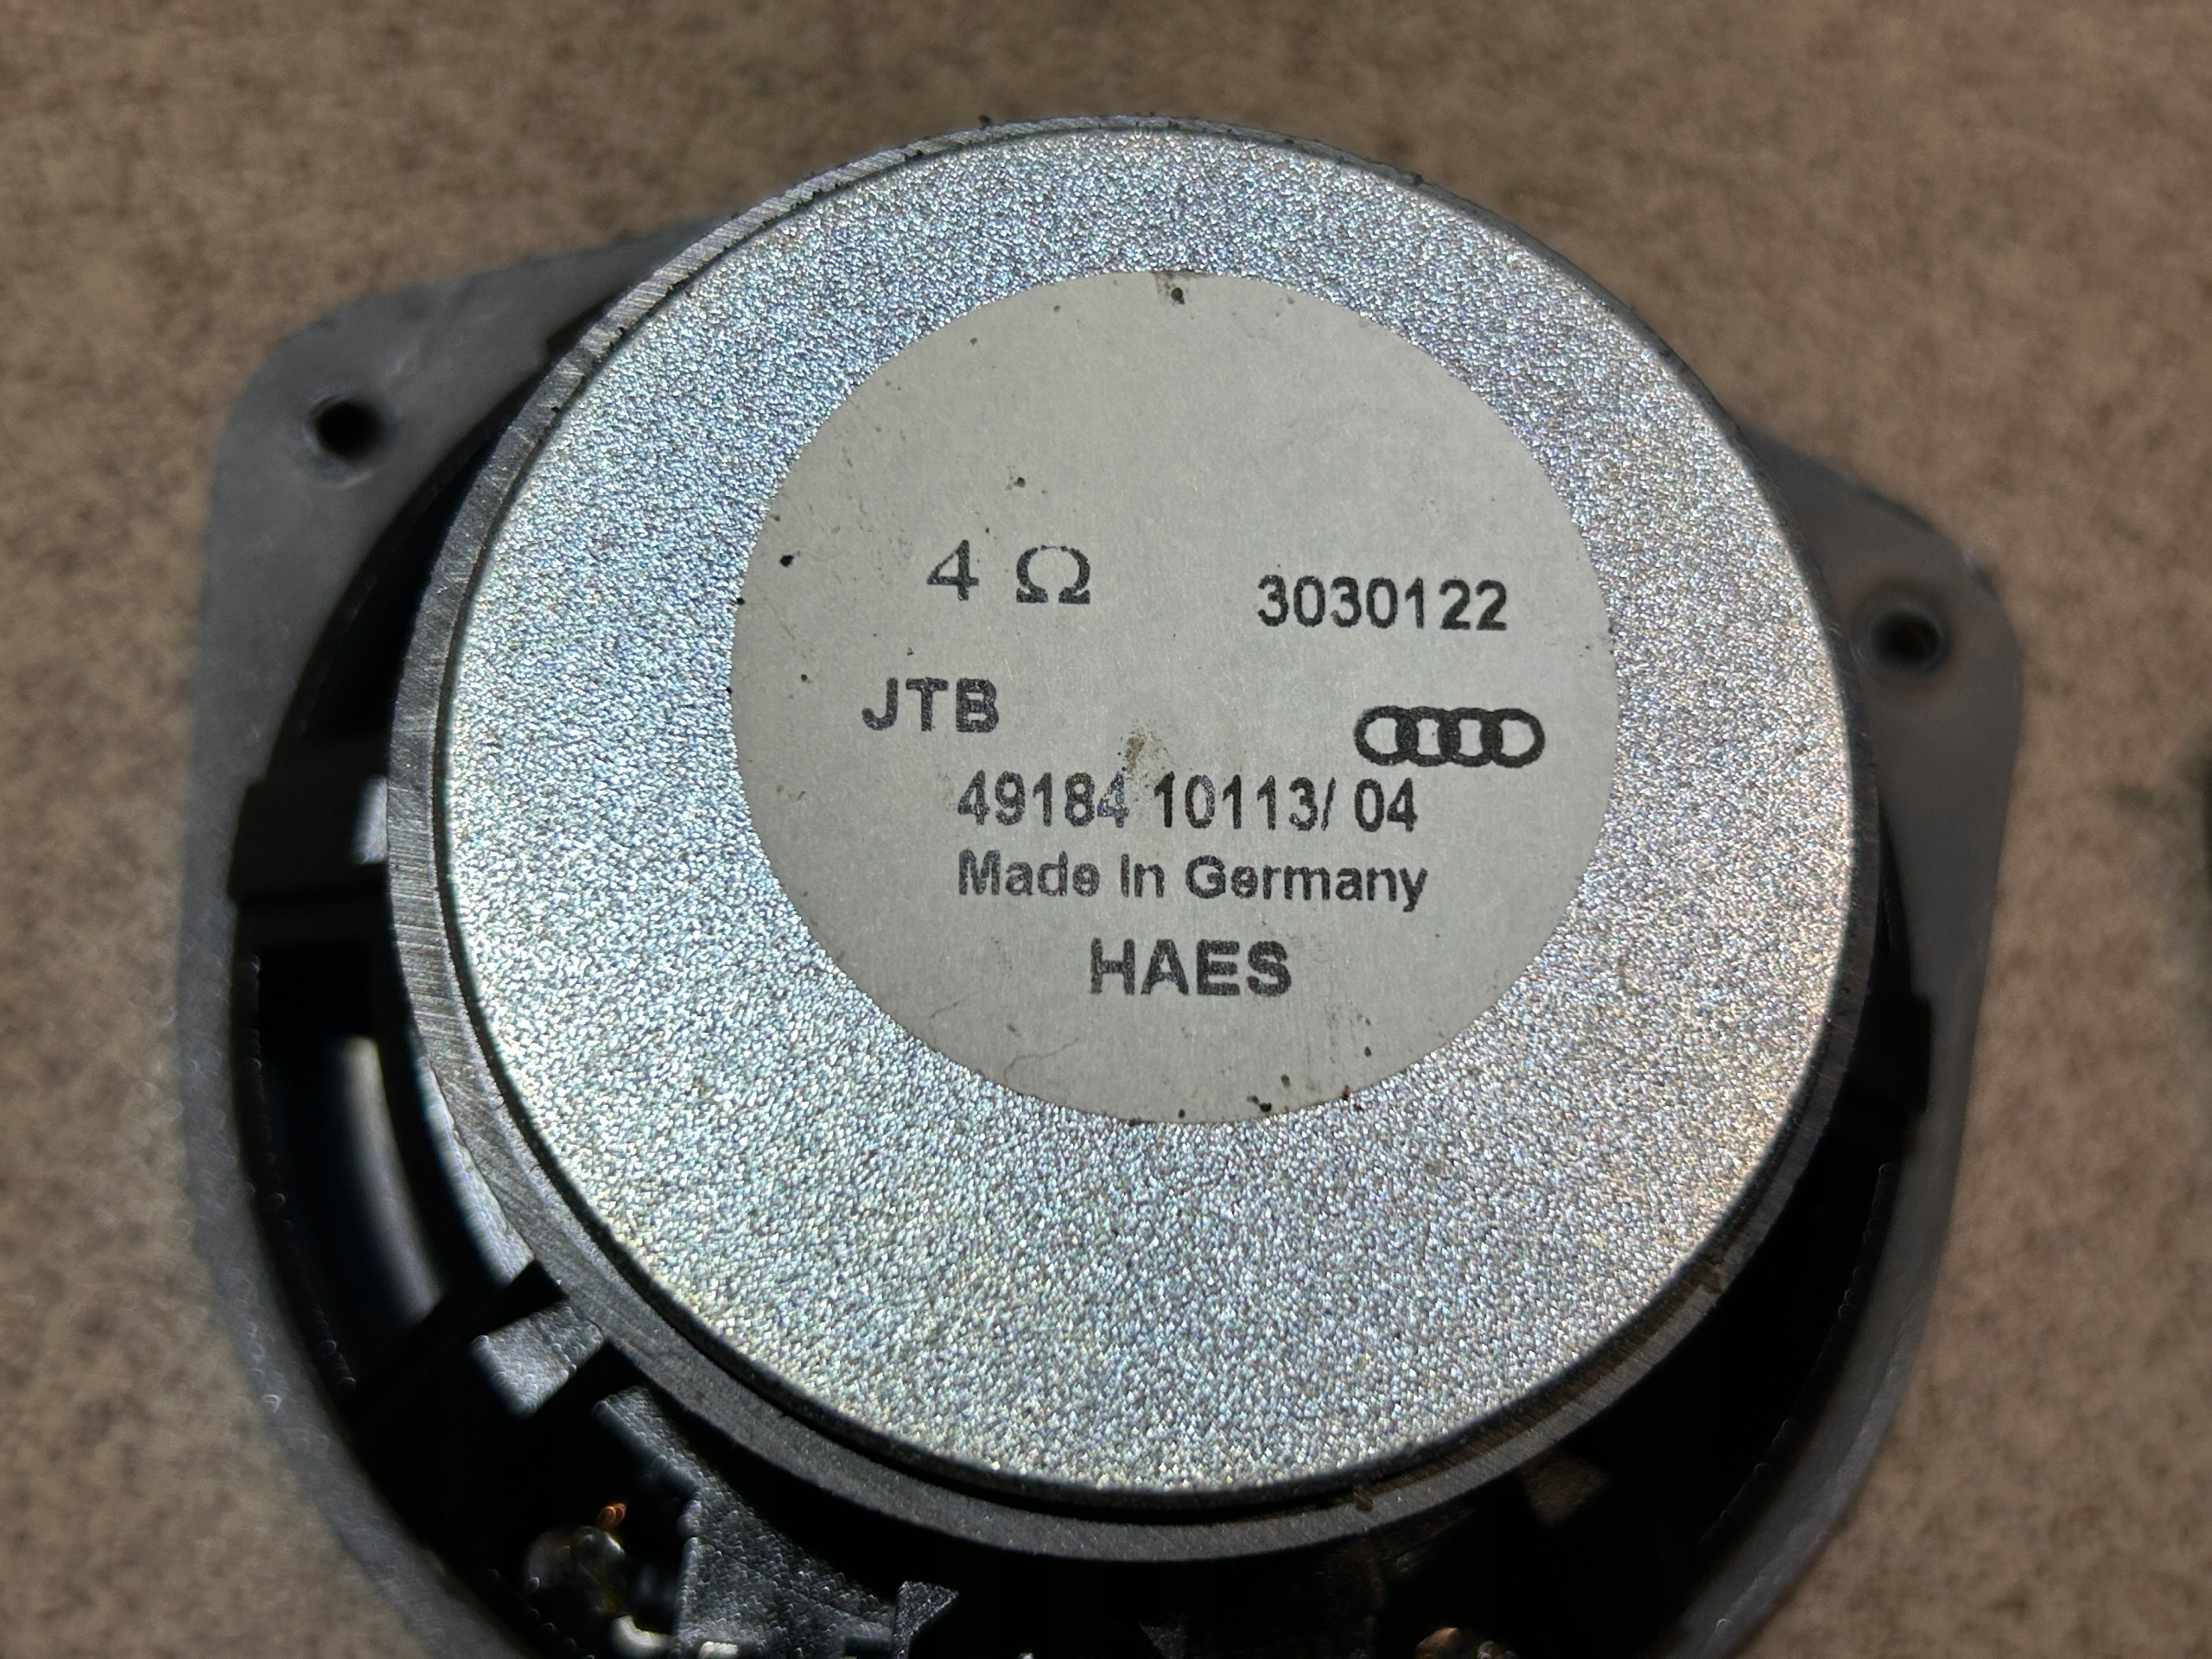 4 Ω 3030122
JTB
49184 10113/ 04
Made In Germany
HAES